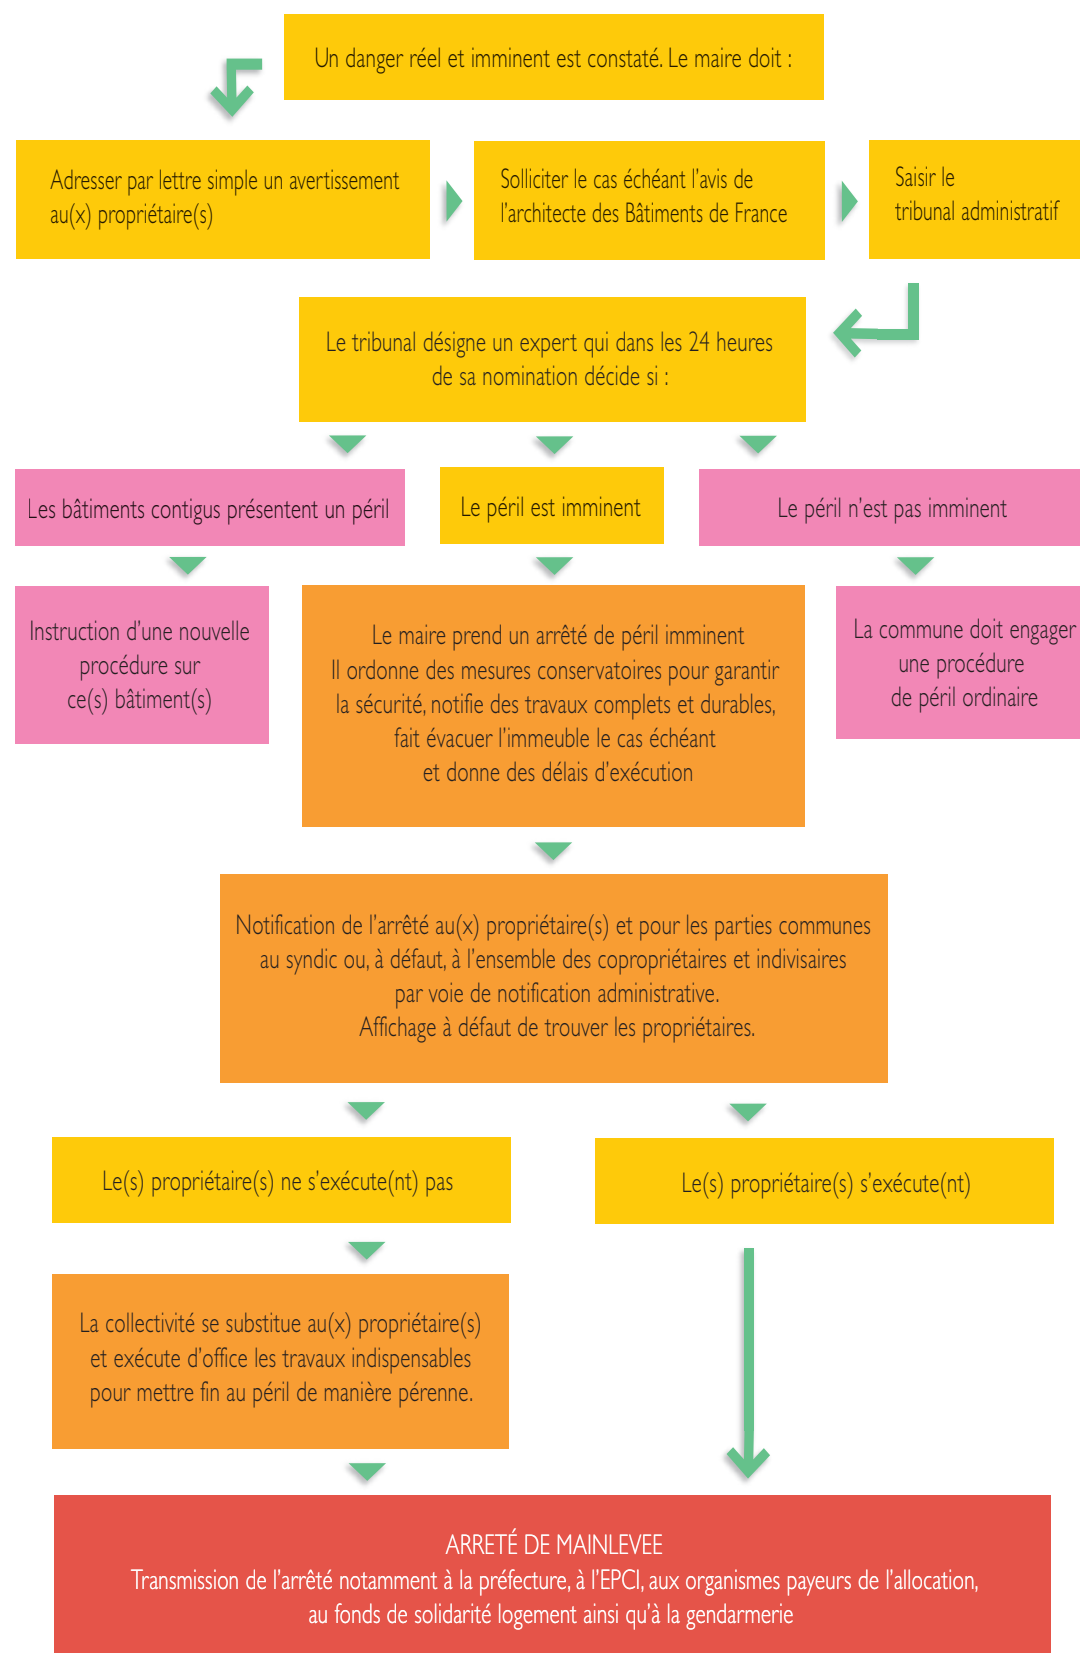 Un danger réel et imminent est constaté. Le maire doit :
Adresser par lettre simple un avertissement
au(x) propriétaire(s)
Solliciter le cas échéant l'avis de
l'architecte des Bâtiments de France
Saisir le
tribunal administratif
Le tribunal désigne un expert qui dans les 24 heures
de sa nomination décide si :
Les bâtiments contigus présentent un péril
Le péril est imminent
Le péril n'est pas imminent
Instruction d'une nouvelle
procédure sur
ce(s) bâtiment(s)
Le maire prend un arrêté de péril imminent
Il ordonne des mesures conservatoires pour garantir
la sécurité, notifie des travaux complets et durables,
fait évacuer l'immeuble le cas échéant
et donne des délais d'exécution
La commune doit engager
une procédure
de péril ordinaire
Notification de l'arrêté au(x) propriétaire(s) et pour les parties communes
au syndic ou, à défaut, à l'ensemble des copropriétaires et indivisaires
par voie de notification administrative.
Affichage à défaut de trouver les propriétaires.
Le(s) propriétaire(s) ne s'exécute(nt) pas
Le(s) propriétaire(s) s'exécute(nt)
La collectivité se substitue au(x) propriétaire(s)
et exécute d'office les travaux indispensables
pour mettre fin au péril de manière pérenne.
ARRETÉ DE MAINLEVEE
Transmission de l'arrêté notamment à la préfecture, à l'EPCI, aux organismes payeurs de l'allocation,
au fonds de solidarité logement ainsi qu'à la gendarmerie